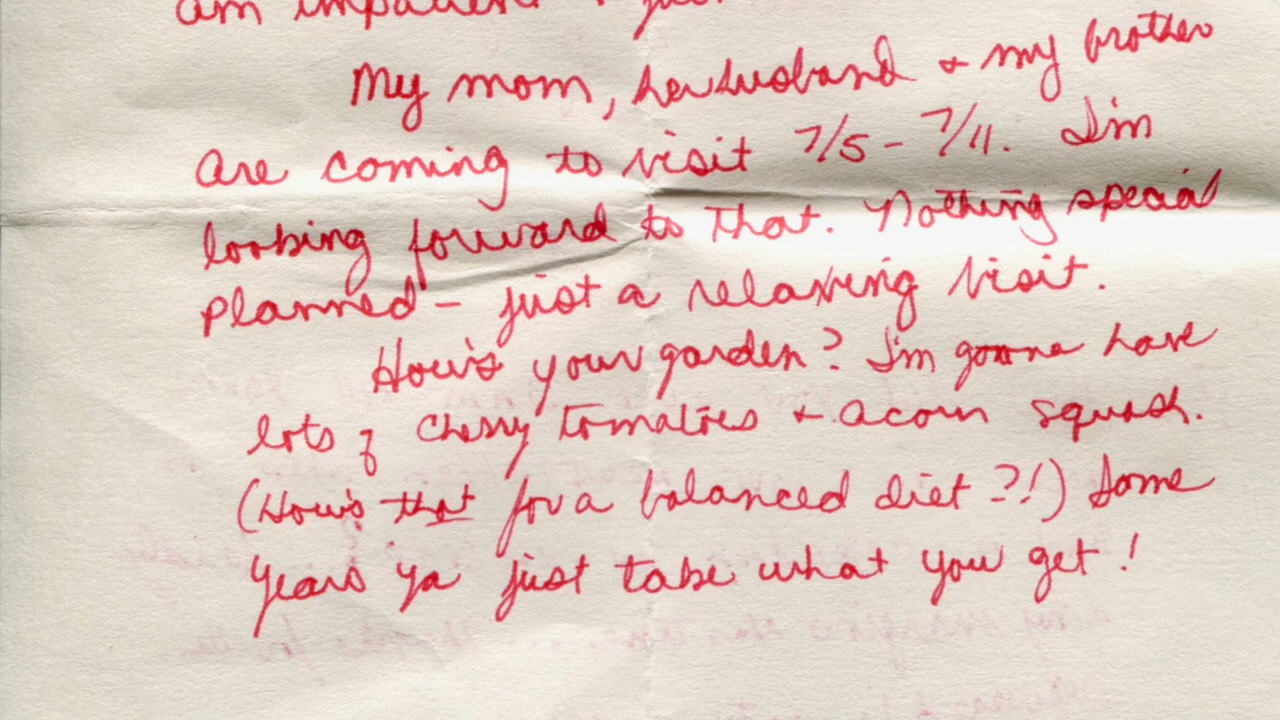 am impatient
My mom, her husband & my brother
are coming to visit 7/5 - 7/11. I'm
looking forward to that. Nothing special
planned - just a relaxing visit.
How's your garden? I'm gonna have
lots of cherry tomatoes & acorn squash.
(How's that for a balanced diet?!) Some
years ya just take what you get!